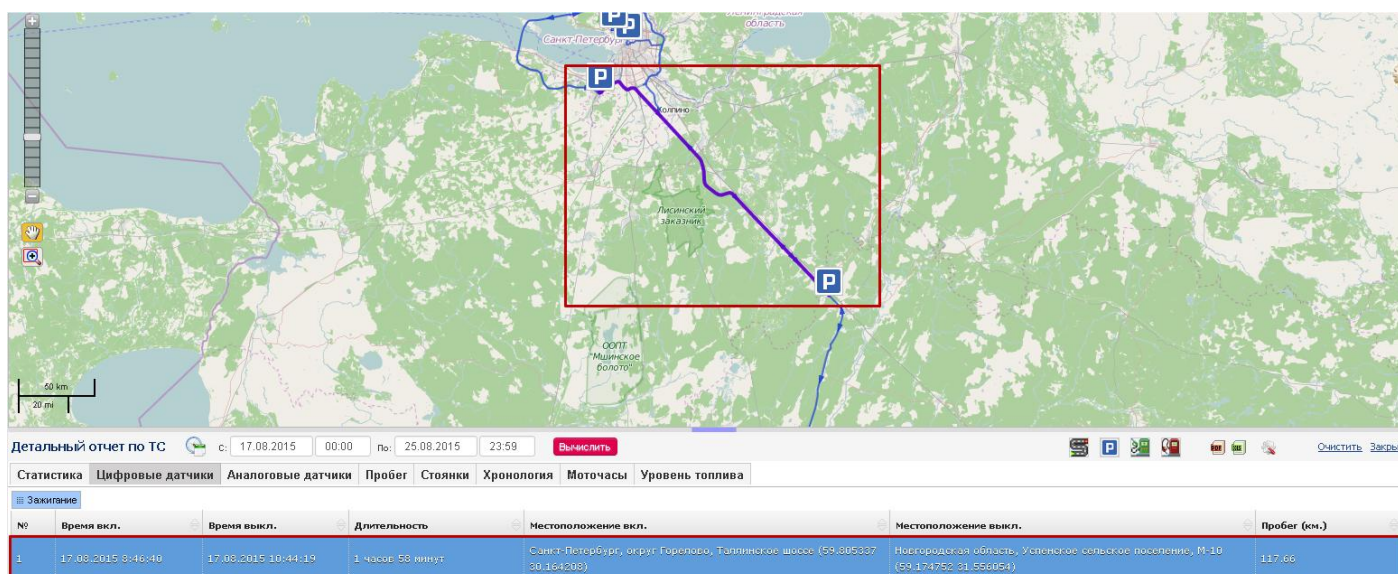 Ленинградская
область
Санкт-Петербург
Колпино
Лисинский
заказник
ООПТ
"Мшинское
болото"
50 km
20 mi
Детальный отчет по ТС с: 17.08.2015 00:00 по: 25.08.2015 23:59 Вычислить Очистить Закры
Статистика Цифровые датчики Аналоговые датчики Пробег Стоянки Хронология Моточасы Уровень топлива
Зажигание
№ Время вкл. Время выкл. Длительность Местоположение вкл. Местоположение выкл. Пробег (км.)
1 17.08.2015 8:46:40 17.08.2015 10:44:19 1 часов 58 минут Санкт-Петербург, округ Горелово, Таллинское шоссе (59.805337 30.164208) Новгородская область, Успенское сельское поселение, М-10 (59.174752 31.556054) 117.66